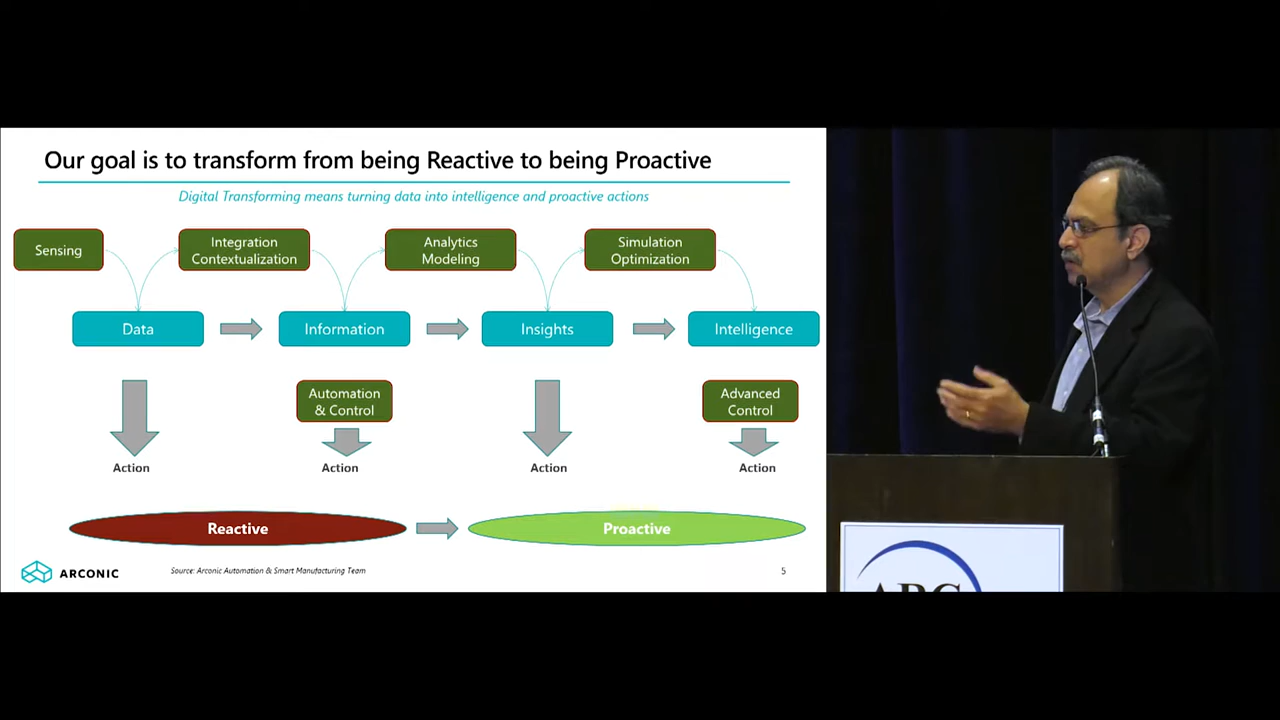 Our goal is to transform from being Reactive to being Proactive
Digital Transforming means turning data into intelligence and proactive actions
Sensing
Integration
Contextualization
Analytics
Modeling
Simulation
Optimization
Data
Information
Insights
Intelligence
Automation
& Control
Advanced
Control
Action
Action
Action
Action
Reactive
Proactive
ARCONIC
Source: Arconic Automation & Smart Manufacturing Team
5